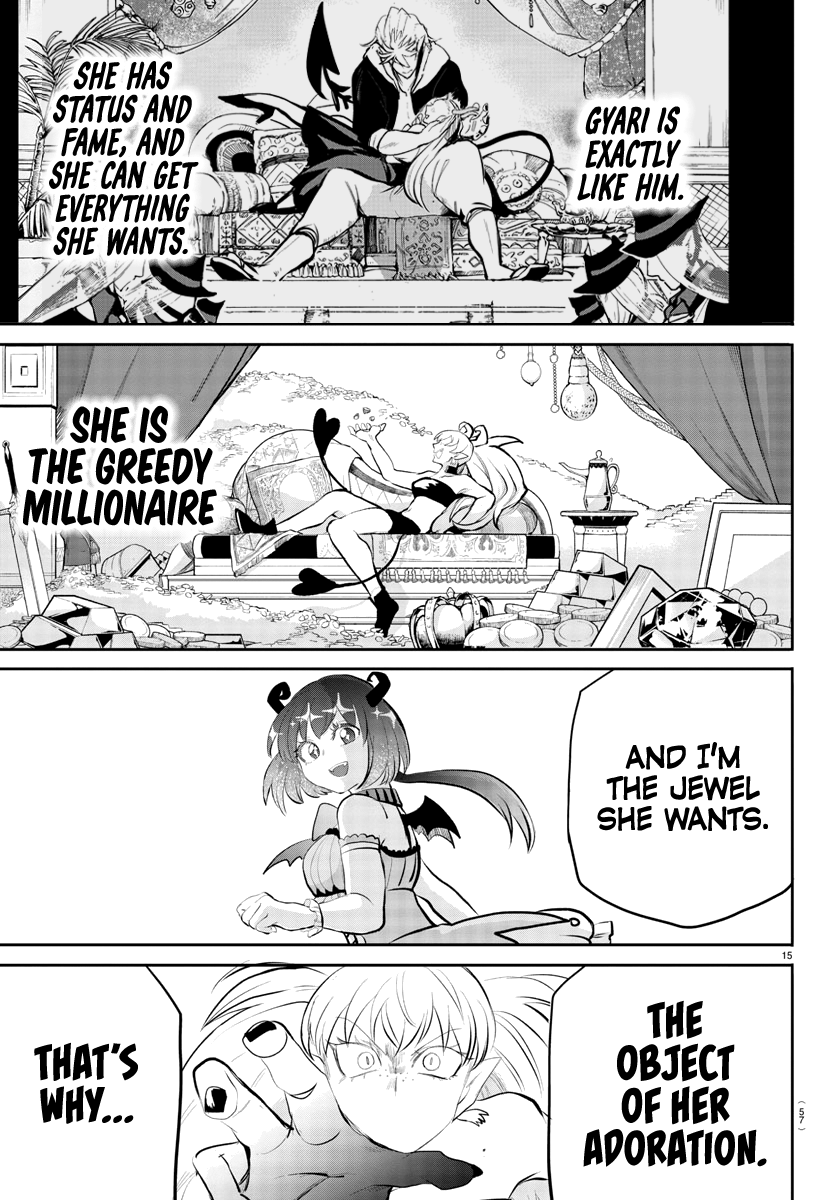 GYARI IS
EXACTLY
LIKE HIM.
SHE HAS
STATUS AND
FAME, AND
SHE CAN GET
EVERYTHING
SHE WANTS.
SHE IS
THE GREEDY
MILLIONAIRE
AND I'M
THE JEWEL
SHE WANTS.
15
THE
OBJECT
OF HER
ADORATION.
THAT'S
WHY...
(57)